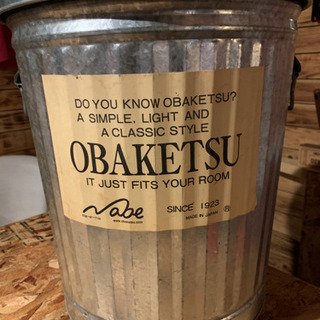 DO YOU KNOW OBAKETSU?
A SIMPLE, LIGHT AND
A CLASSIC STYLE
OBAKETSU
IT JUST FITS YOUR ROOM
Nabe
SINCE 1923
MADE IN JAPAN ®